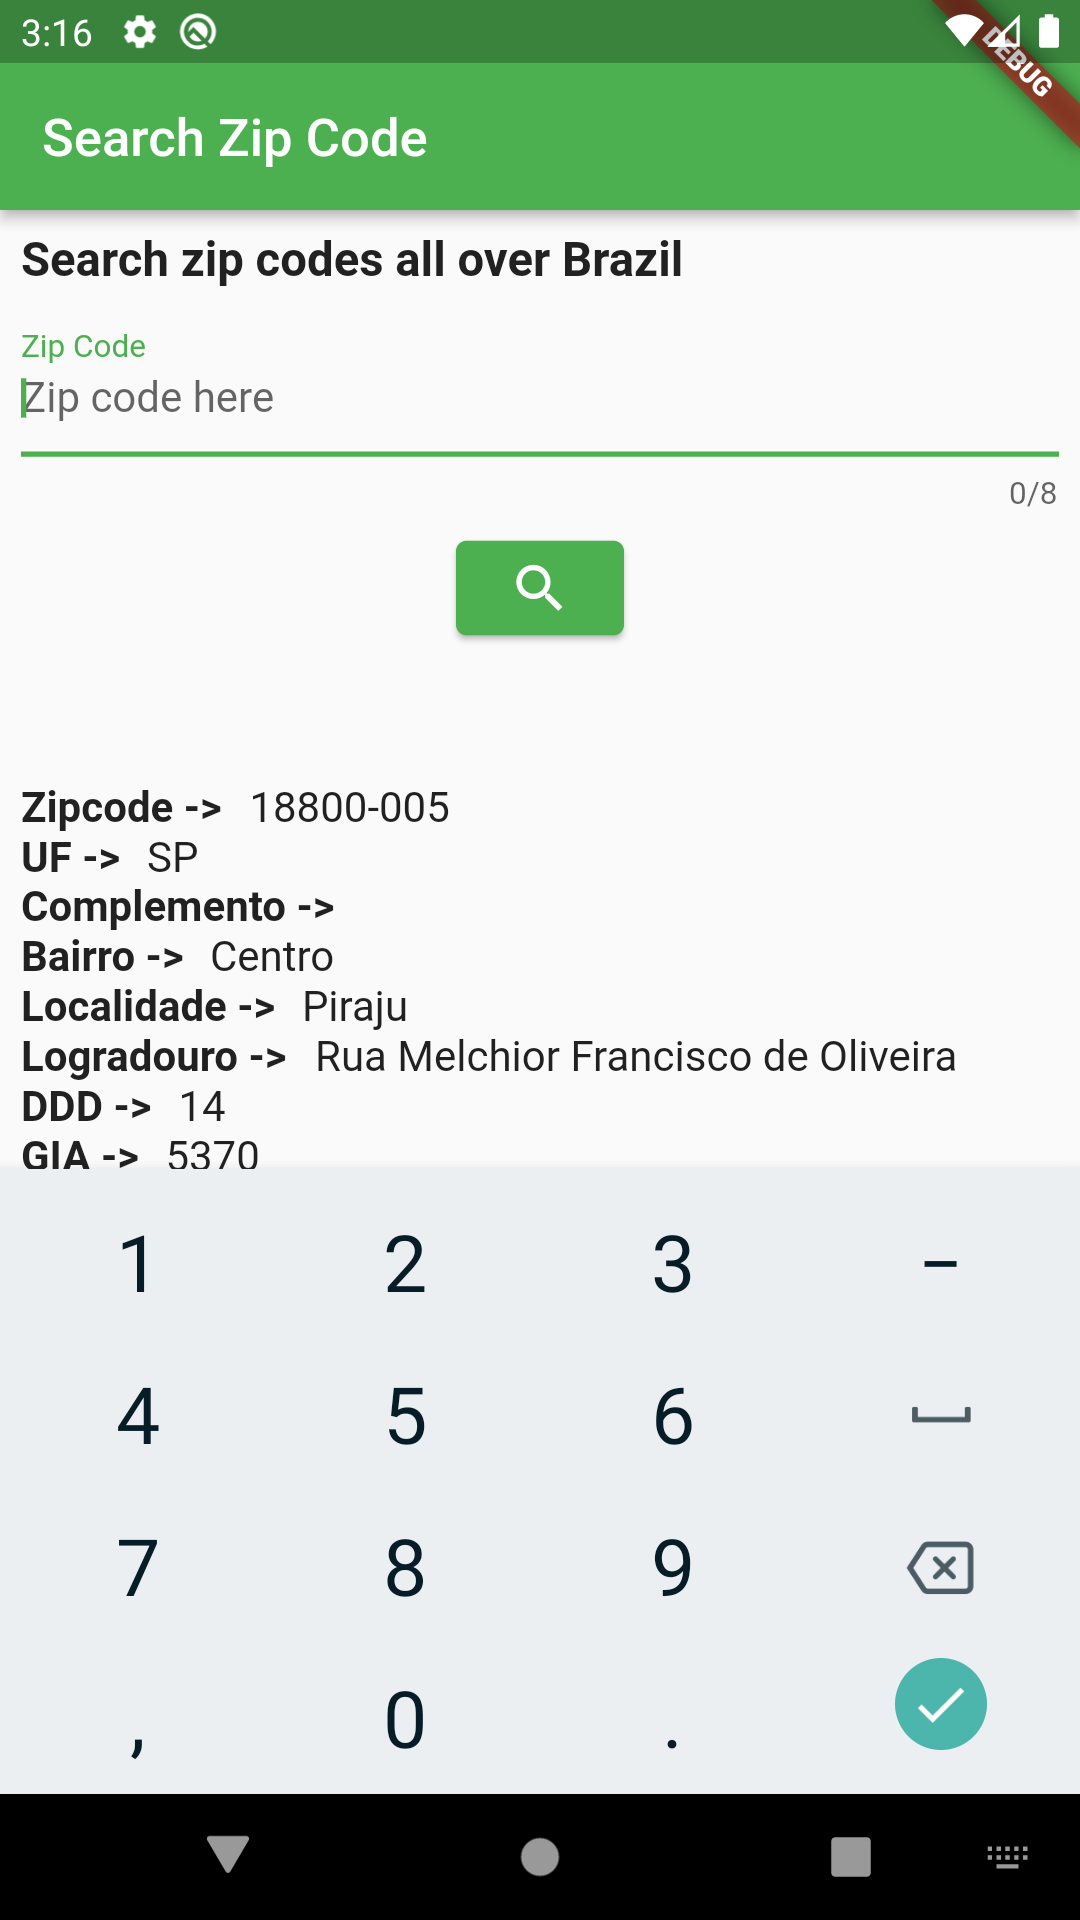 3:16
DEBUG
Search Zip Code
Search zip codes all over Brazil
Zip Code
Zip code here
0/8
Zipcode -> 18800-005
UF -> SP
Complemento ->
Bairro -> Centro
Localidade -> Piraju
Logradouro -> Rua Melchior Francisco de Oliveira
DDD -> 14
GIA -> 5370
1 2 3 –
4 5 6
7 8 9
, 0 .